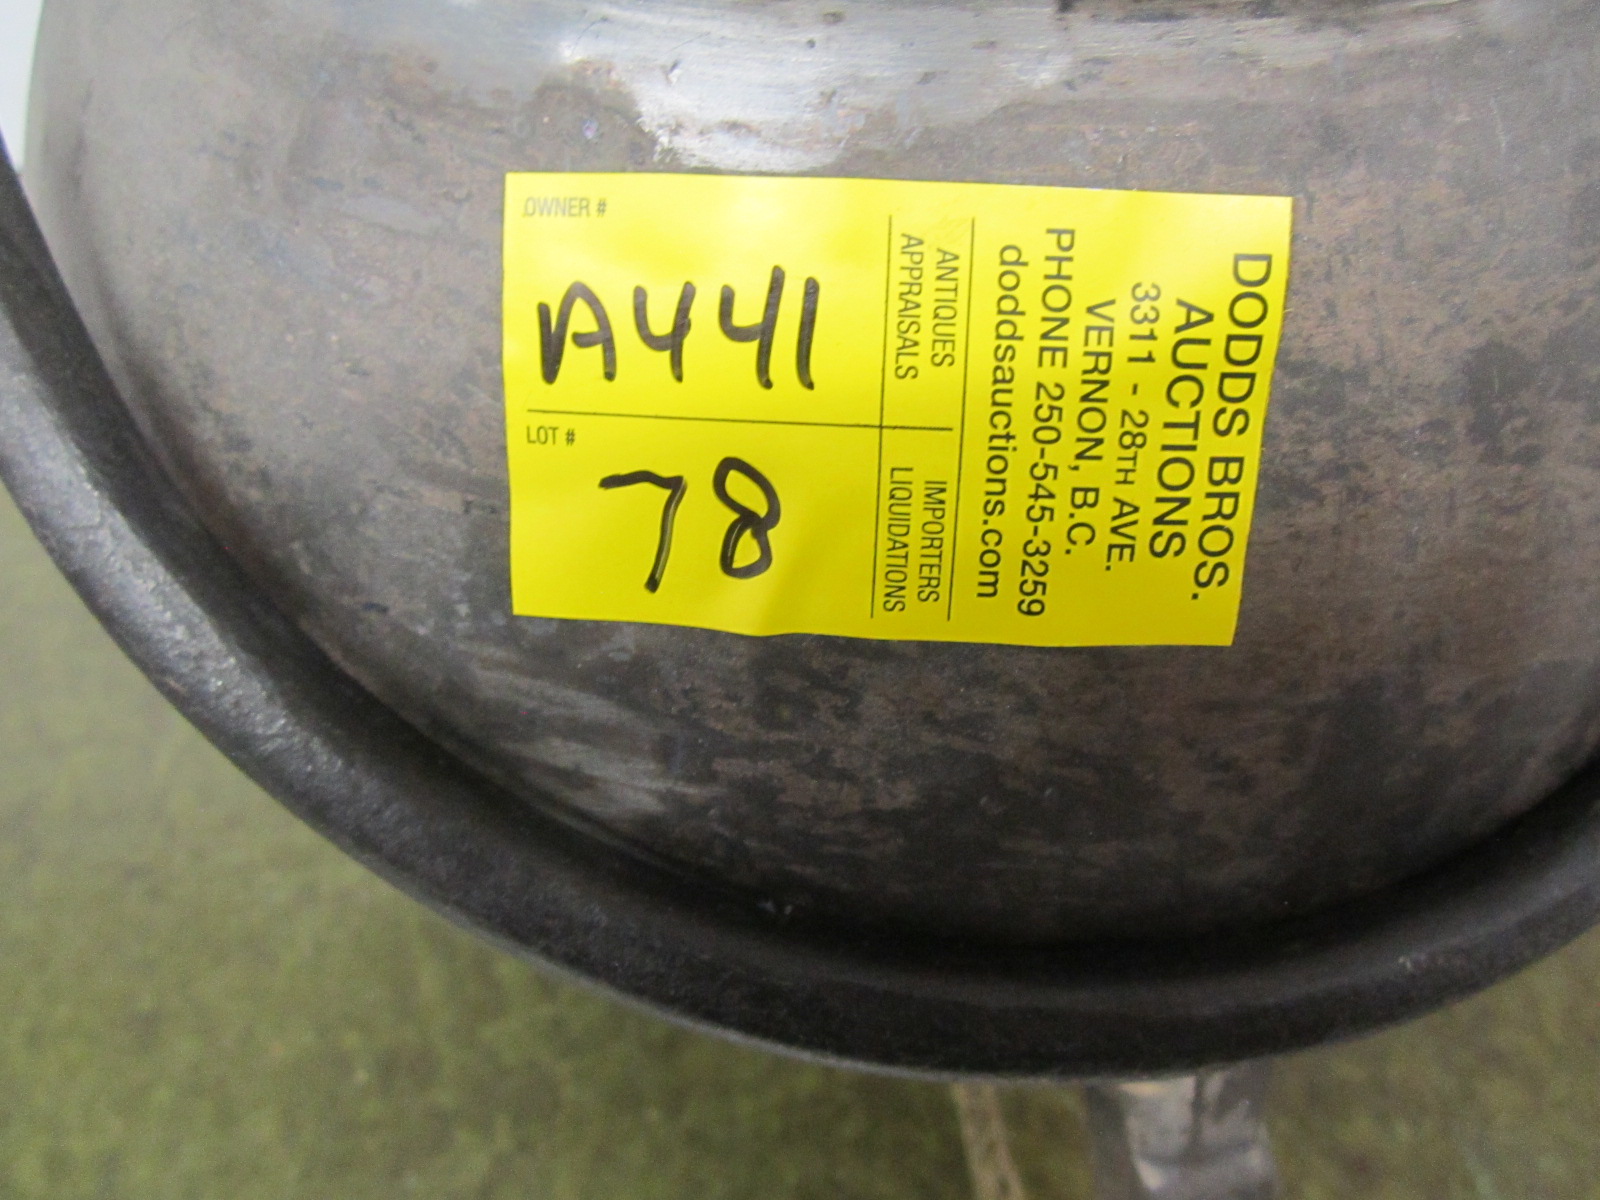 DODDS BROS.
AUCTIONS
3311 - 28TH AVE.
VERNON, B.C.
PHONE 250-545-3259
doddsauctions.com
ANTIQUES
APPRAISALS
IMPORTERS
LIQUIDATIONS
OWNER #
A441
LOT #
78